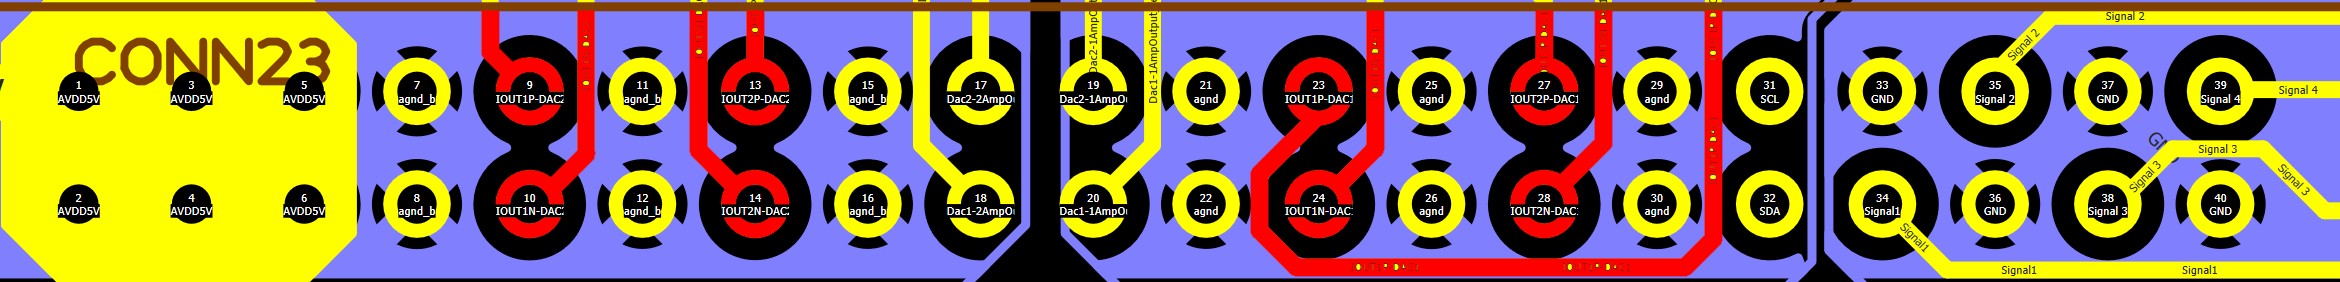 CONN23
Signal 2
Signal 2
1
AVDD5V
3
AVDD5V
5
AVDD5V
7
agnd_b
9
IOUT1P-DAC2
11
agnd_b
13
IOUT2P-DAC2
15
agnd_b
17
Dac2-2AmpO
19
Dac2-1AmpO
Dac2-1AmpOut
Dac1-1AmpOutput
21
agnd
23
IOUT1P-DAC1
25
agnd
27
IOUT2P-DAC1
29
agnd
31
SCL
33
GND
35
Signal 2
37
GND
39
Signal 4
Signal 4
Signal 3
Signal 3
Signal 3
2
AVDD5V
4
AVDD5V
6
AVDD5V
8
agnd_b
10
IOUT1N-DAC2
12
agnd_b
14
IOUT2N-DAC2
16
agnd_b
18
Dac1-2AmpO
20
Dac1-1AmpO
22
agnd
24
IOUT1N-DAC1
26
agnd
28
IOUT2N-DAC1
30
agnd
32
SDA
34
Signal1
36
GND
38
Signal 3
40
GND
Signal1
Signal1
Signal1